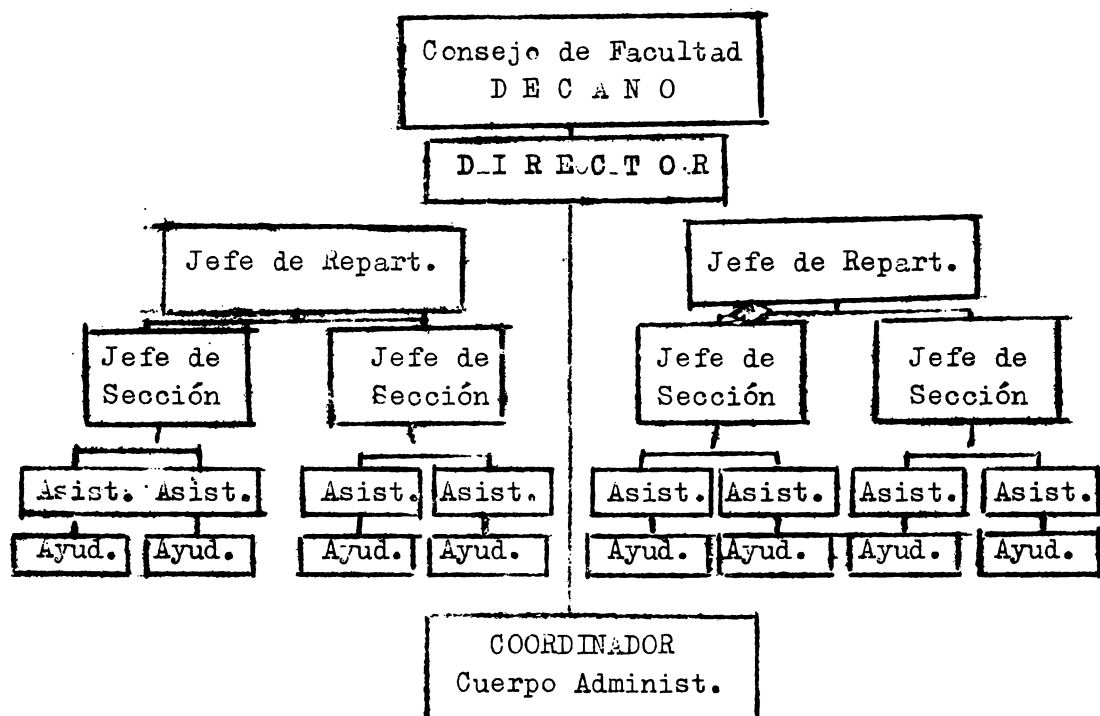 Consejo de Facultad
D E C A N O
D I R E C T O R
Jefe de Repart.
Jefe de Repart.
Jefe de
Sección
Jefe de
Sección
Jefe de
Sección
Jefe de
Sección
Asist. Asist. Asist. Asist. Asist. Asist. Asist. Asist.
Ayud. Ayud. Ayud. Ayud. Ayud. Ayud. Ayud. Ayud.
COORDINADOR
Cuerpo Administ.